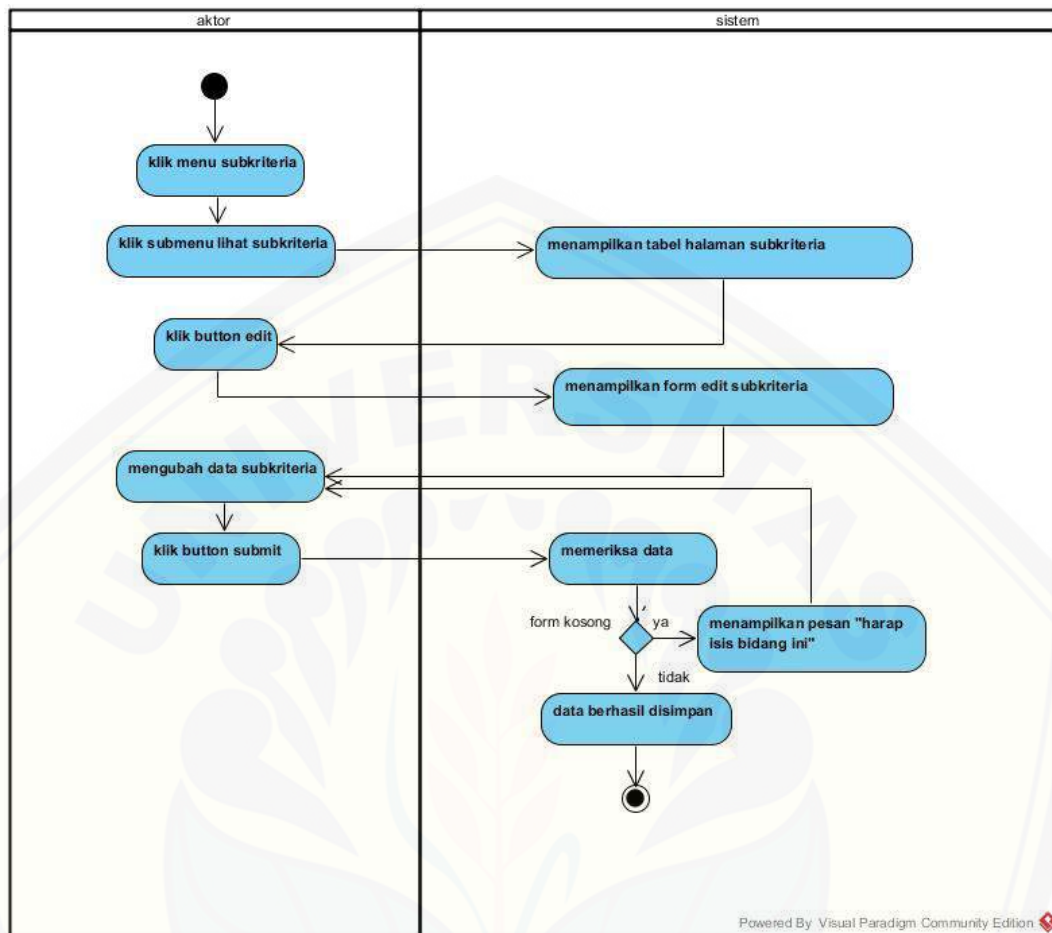 aktor
sistem
klik menu subkriteria
klik submenu lihat subkriteria
menampilkan tabel halaman subkriteria
klik button edit
menampilkan form edit subkriteria
mengubah data subkriteria
klik button submit
memeriksa data
form kosong
ya
menampilkan pesan "harap
isis bidang ini"
tidak
data berhasil disimpan
UNIVERSITAS
Powered By Visual Paradigm Community Edition